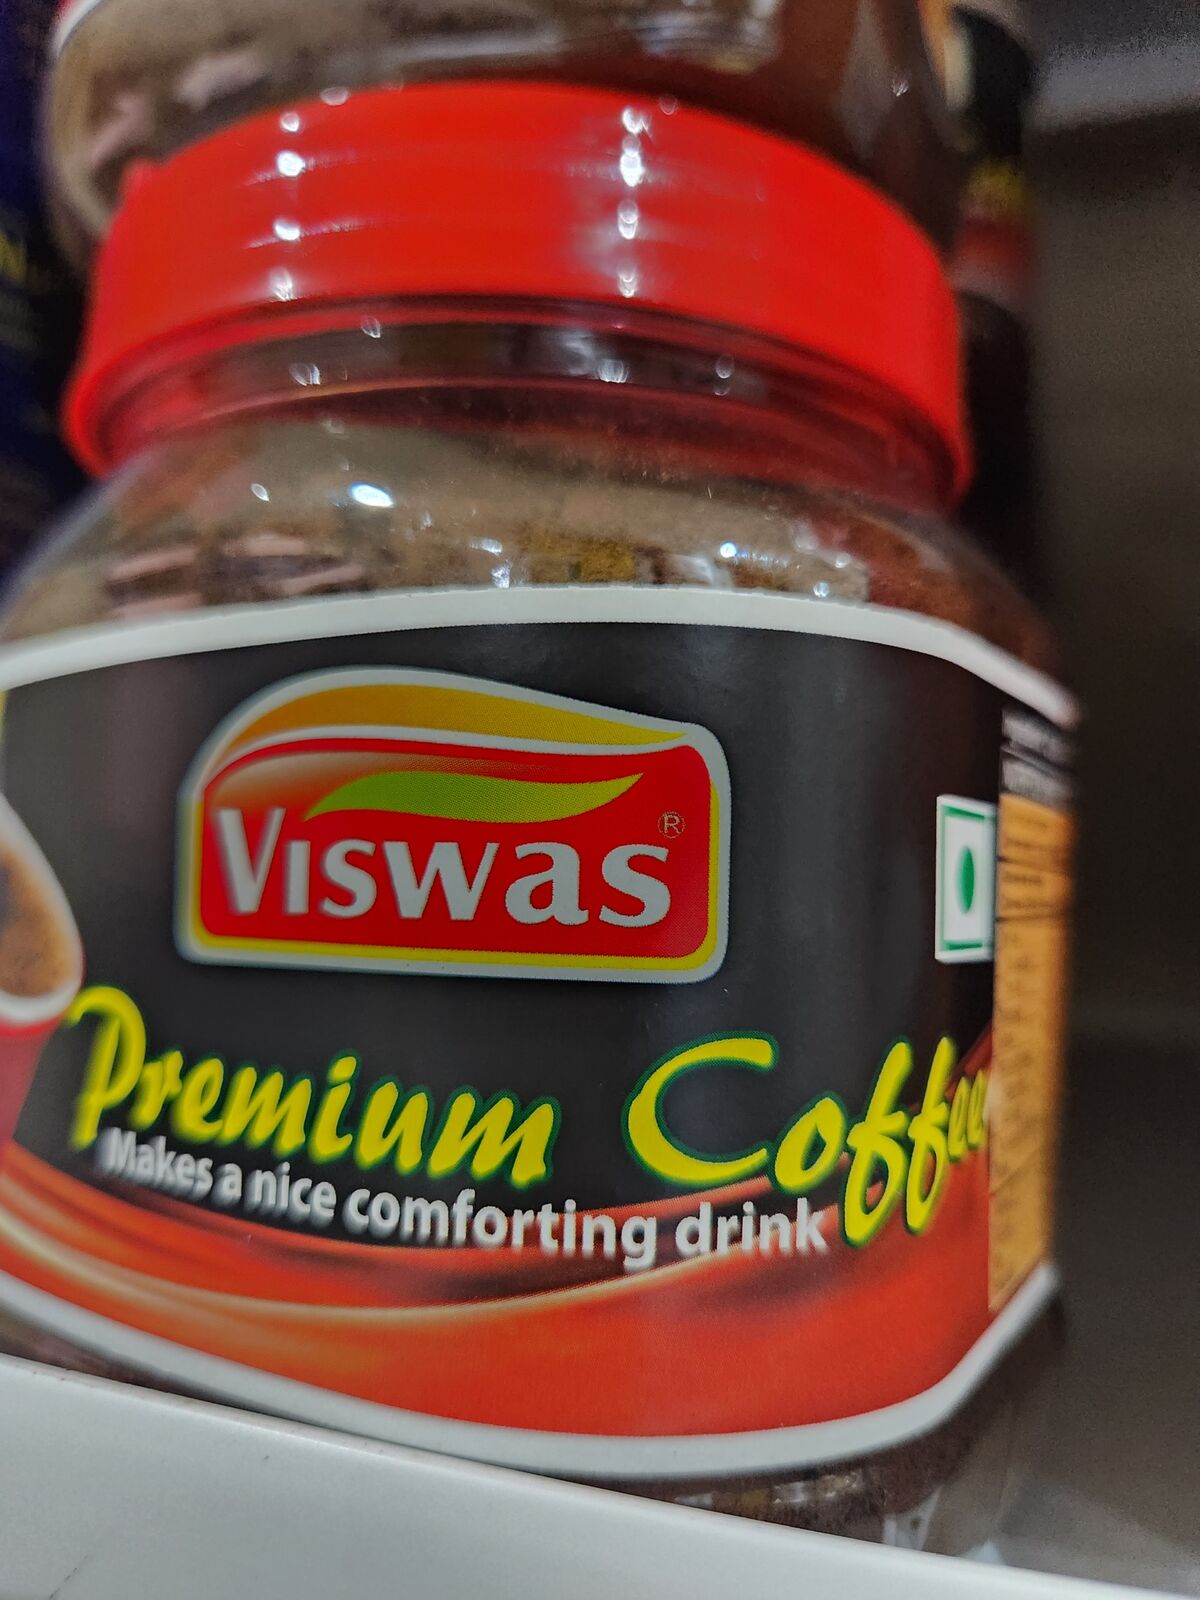 Viswas®
Premium Coffee
Makes a nice comforting drink